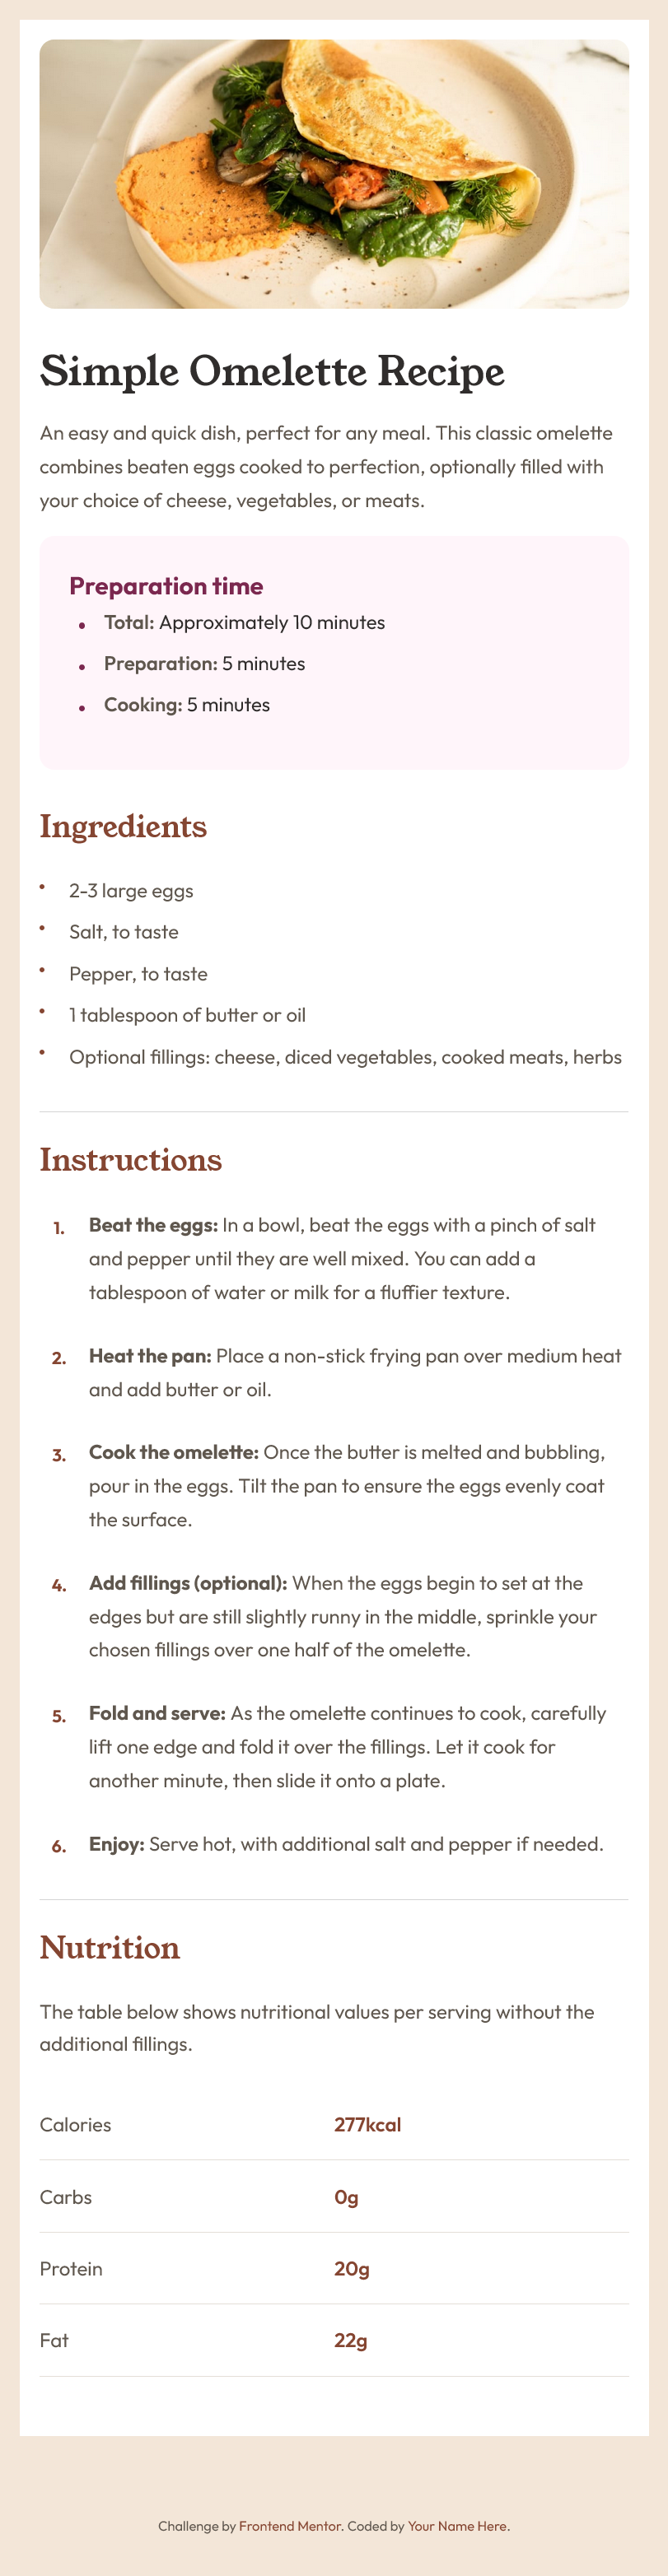 Simple Omelette Recipe
An easy and quick dish, perfect for any meal. This classic omelette
combines beaten eggs cooked to perfection, optionally filled with
your choice of cheese, vegetables, or meats.
Preparation time
• Total: Approximately 10 minutes
• Preparation: 5 minutes
• Cooking: 5 minutes
Ingredients
• 2-3 large eggs
• Salt, to taste
• Pepper, to taste
• 1 tablespoon of butter or oil
• Optional fillings: cheese, diced vegetables, cooked meats, herbs
Instructions
1. Beat the eggs: In a bowl, beat the eggs with a pinch of salt
and pepper until they are well mixed. You can add a
tablespoon of water or milk for a fluffier texture.
2. Heat the pan: Place a non-stick frying pan over medium heat
and add butter or oil.
3. Cook the omelette: Once the butter is melted and bubbling,
pour in the eggs. Tilt the pan to ensure the eggs evenly coat
the surface.
4. Add fillings (optional): When the eggs begin to set at the
edges but are still slightly runny in the middle, sprinkle your
chosen fillings over one half of the omelette.
5. Fold and serve: As the omelette continues to cook, carefully
lift one edge and fold it over the fillings. Let it cook for
another minute, then slide it onto a plate.
6. Enjoy: Serve hot, with additional salt and pepper if needed.
Nutrition
The table below shows nutritional values per serving without the
additional fillings.
Calories 277kcal
Carbs 0g
Protein 20g
Fat 22g
Challenge by Frontend Mentor. Coded by Your Name Here.